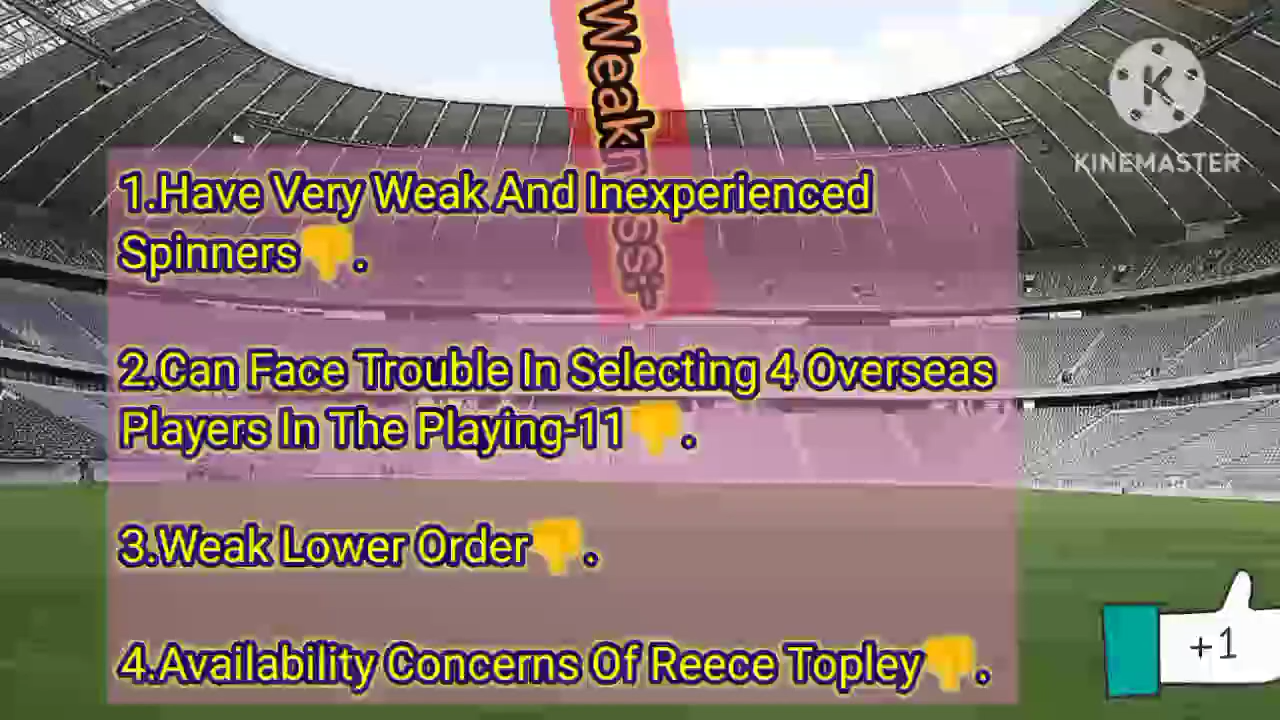 Weakness:-
1.Have Very Weak And Inexperienced
Spinners👎.
2.Can Face Trouble In Selecting 4 Overseas
Players In The Playing-11👎.
3.Weak Lower Order👎.
4.Availability Concerns Of Reece Topley👎.
K
KINEMASTER
+1